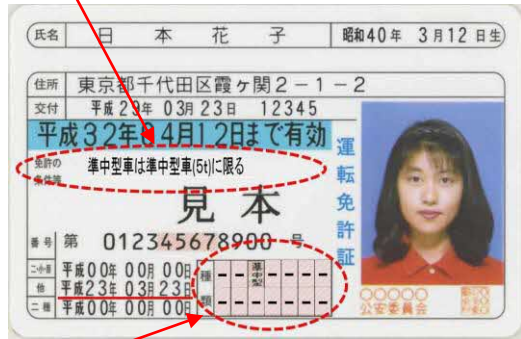 氏名 日本花子 昭和40年 3月12日生
住所 東京都千代田区霞ヶ関2-1-2
交付 平成29年 03月23日 12345
平成32年04月12日まで有効
免許の
条件等
準中型車は準中型車(5t)に限る
見本
番号 第 012345678900 号
二・小・原 平成00年 00月 00日
他 平成23年 03月23日
二種 平成00年 00月 00日
種類
- - 準中型 - - - -
- - - - - - -
運転免許証
公安委員会